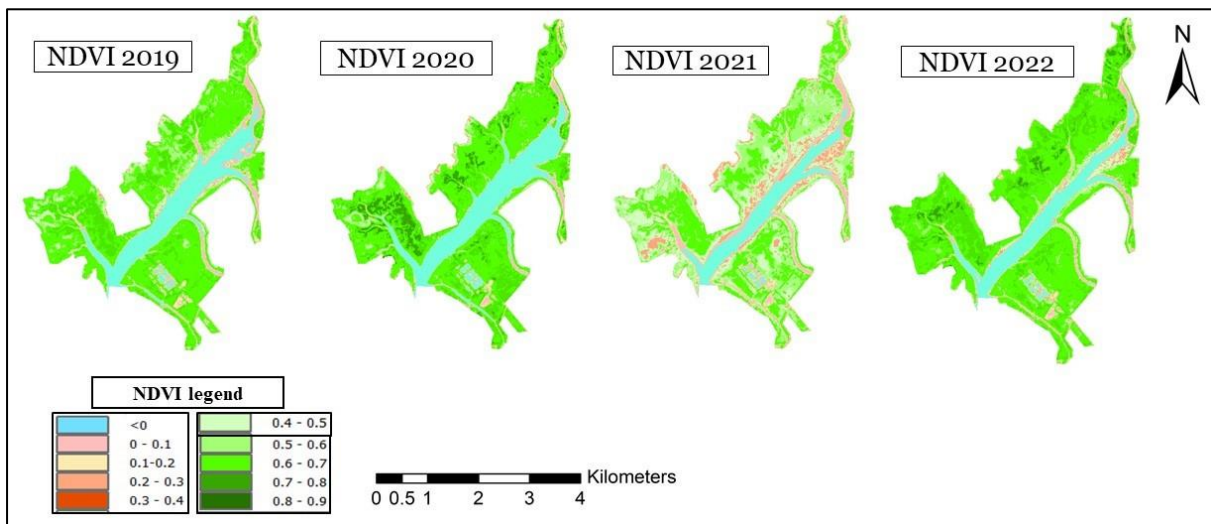 NDVI 2019
NDVI 2020
NDVI 2021
NDVI 2022
N
NDVI legend
<0
0 - 0.1
0.1-0.2
0.2 - 0.3
0.3 - 0.4
0.4 - 0.5
0.5 - 0.6
0.6 - 0.7
0.7 - 0.8
0.8 - 0.9
Kilometers
0 0.5 1 2 3 4